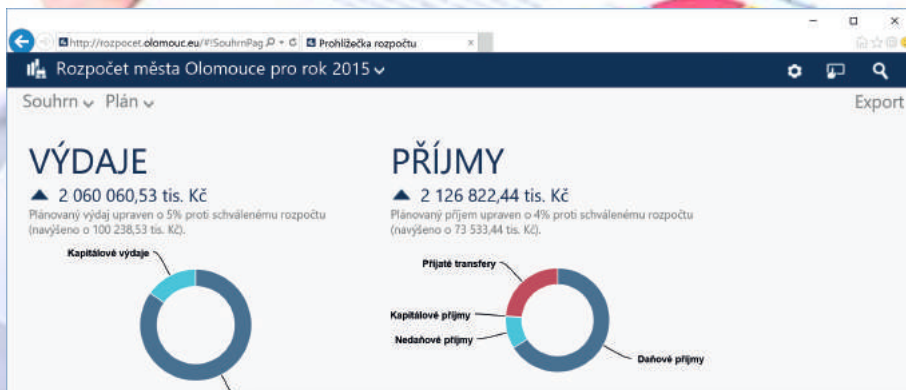 http://rozpocet.olomouc.eu/#!SouhrnPag
Prohlížečka rozpočtu
Rozpočet města Olomouce pro rok 2015
Souhrn Plán
Export
VÝDAJE
2 060 060,53 tis. Kč
Plánovaný výdaj upraven o 5% proti schválenému rozpočtu
(navýšeno o 100 238,53 tis. Kč).
Kapitálové výdaje
PŘÍJMY
2 126 822,44 tis. Kč
Plánovaný příjem upraven o 4% proti schválenému rozpočtu
(navýšeno o 73 533,44 tis. Kč).
Přijaté transfery
Kapitálové příjmy
Nedaňové příjmy
Daňové příjmy